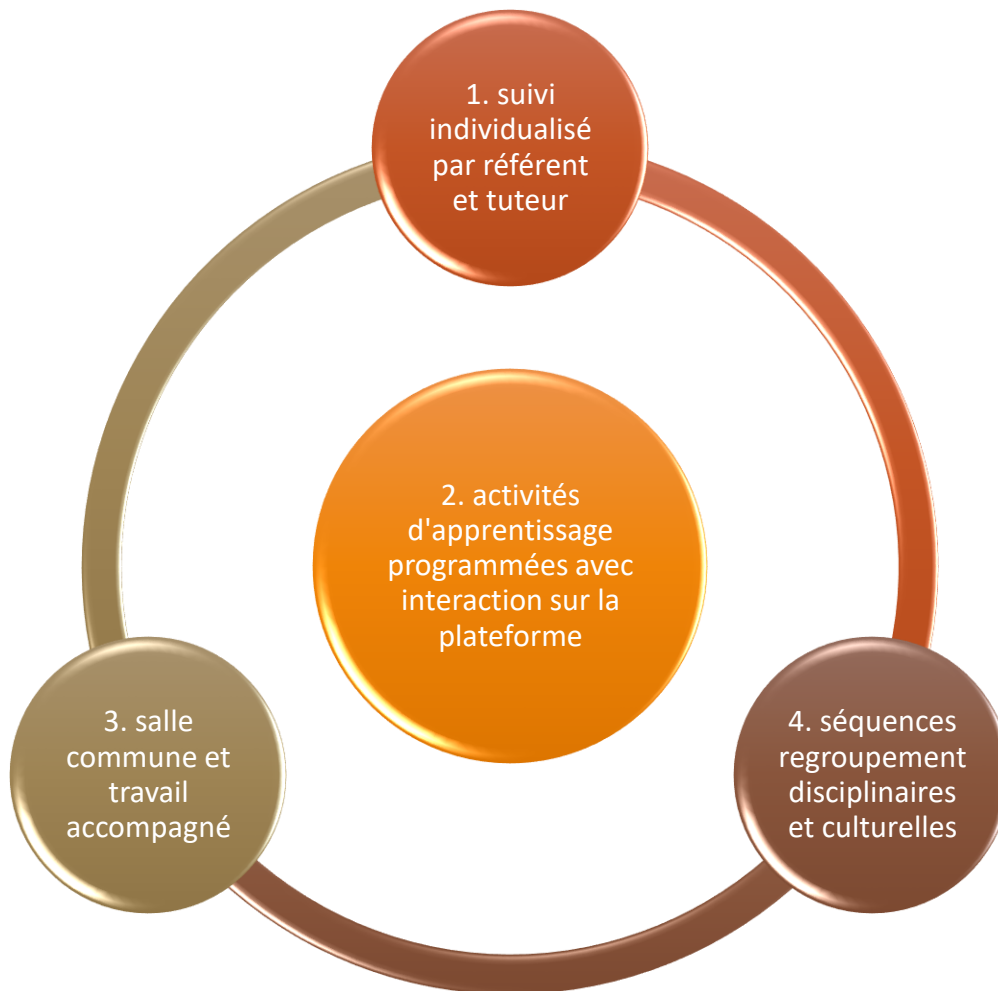 1. suivi
individualisé
par référent
et tuteur
2. activités
d'apprentissage
programmées avec
interaction sur la
plateforme
3. salle
commune et
travail
accompagné
4. séquences
regroupement
disciplinaires
et culturelles